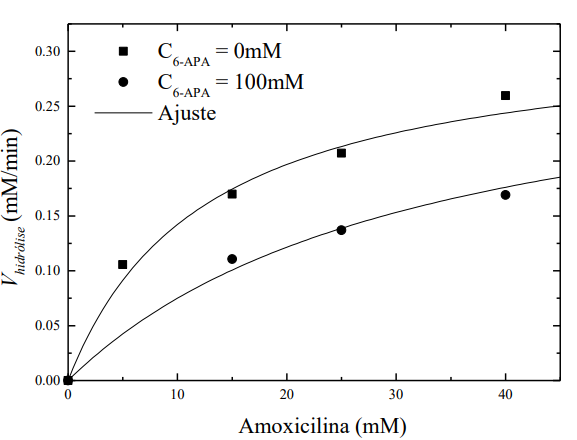 0.30
0.25
0.20
0.15
0.10
0.05
0.00
V hidrólise (mM/min)
C6-APA = 0mM
C6-APA = 100mM
Ajuste
0 10 20 30 40
Amoxicilina (mM)